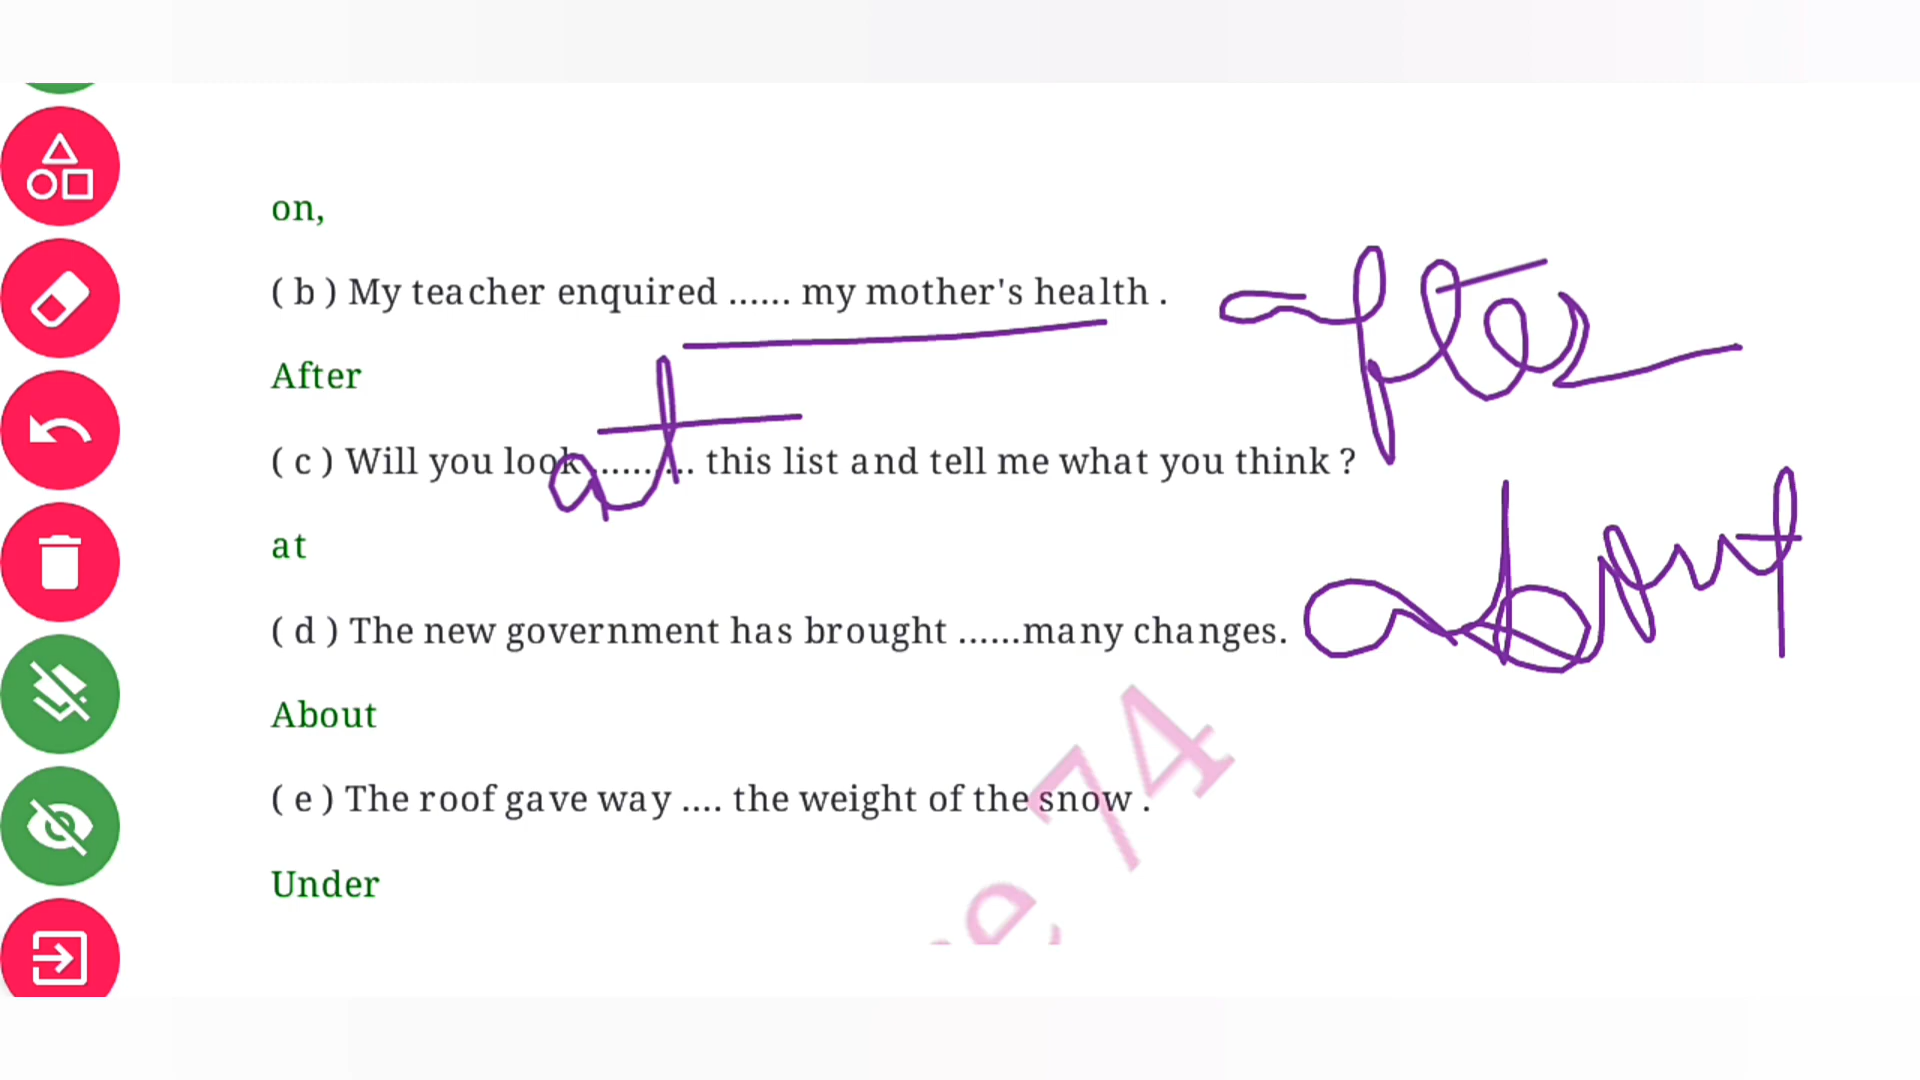 on,
( b ) My teacher enquired ...... my mother's health .
after
After
( c ) Will you look .......... this list and tell me what you think ?
at
at
( d ) The new government has brought ......many changes.
about
About
( e ) The roof gave way .... the weight of the snow .
74
Under